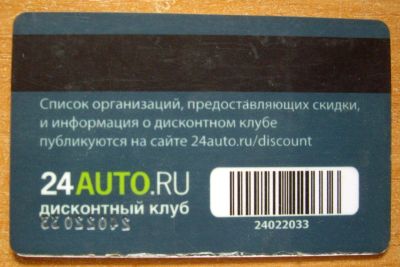 Список организаций, предоставляющих скидки,
и информация о дисконтном клубе
публикуются на сайте 24auto.ru/discount
24AUTO.RU
дисконтный клуб
24022033
24022033